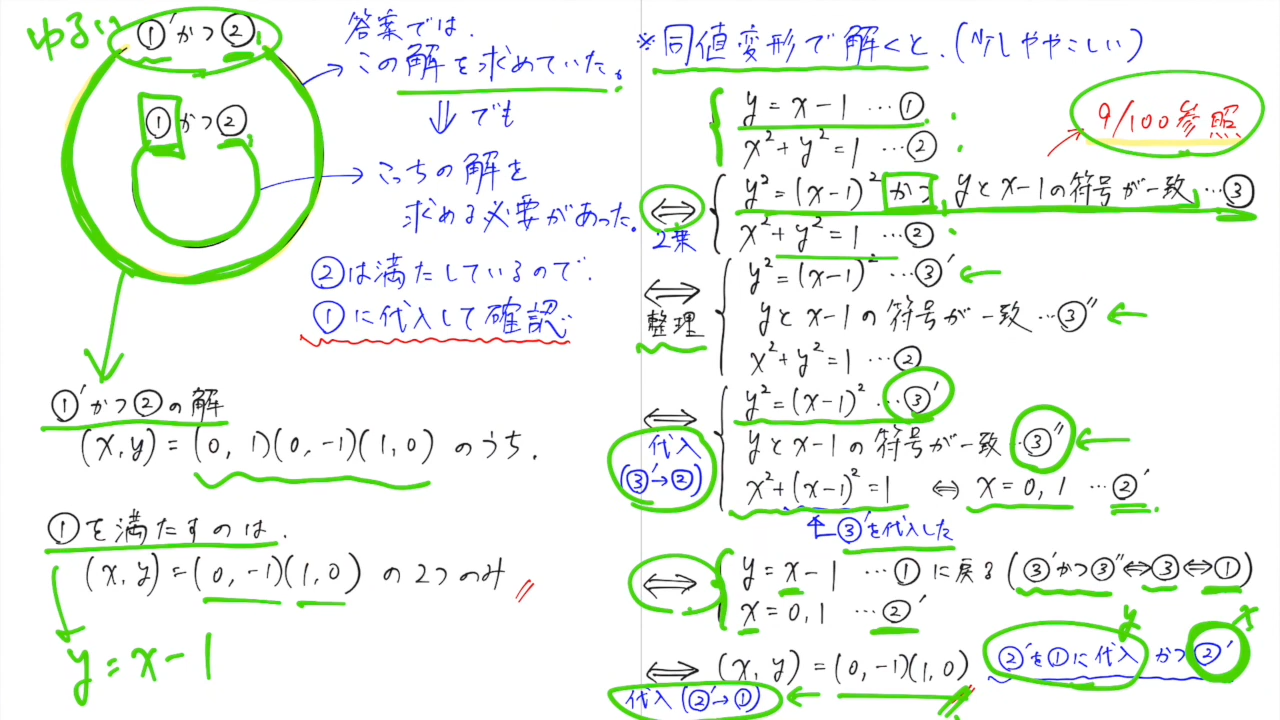 ゆるい
①'かつ②
①かつ②
答案では、
この解を求めていた。
⇓でも
こっちの解を
求める必要があった。
②は満たしているので、
①に代入して確認
①'かつ②の解
(x, y) = (0, 1)(0, -1)(1, 0) のうち、
①を満たすのは、
(x, y) = (0, -1)(1, 0) の2つのみ
y = x - 1
※同値変形で解くと、(少しややこしい)
9/100参照
y = x - 1 … ①
x² + y² = 1 … ②
⇔ y² = (x-1)² かつ yとx-1の符号が一致 … ③
2乗 x² + y² = 1 … ②
⇔ y² = (x-1)² … ③'
整理 yとx-1の符号が一致 … ③''
x² + y² = 1 … ②
⇔ y² = (x-1)² … ③'
代入 yとx-1の符号が一致 … ③''
(③'→②) x² + (x-1)² = 1 ⇔ x = 0, 1 … ②'
③'を代入した
⇔ y = x - 1 … ①に戻る (③'かつ③''⇔③⇔①)
x = 0, 1 … ②'
y x
⇔ (x, y) = (0, -1)(1, 0) ②'を①に代入 かつ ②'
代入 (②'→①)